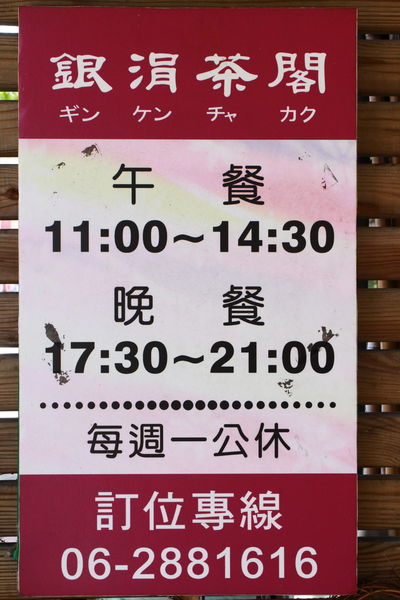 銀涓茶閣
ギン ケン チャ カク
午 餐
11:00~14:30
晚 餐
17:30~21:00
每週一公休
訂位專線
06-2881616